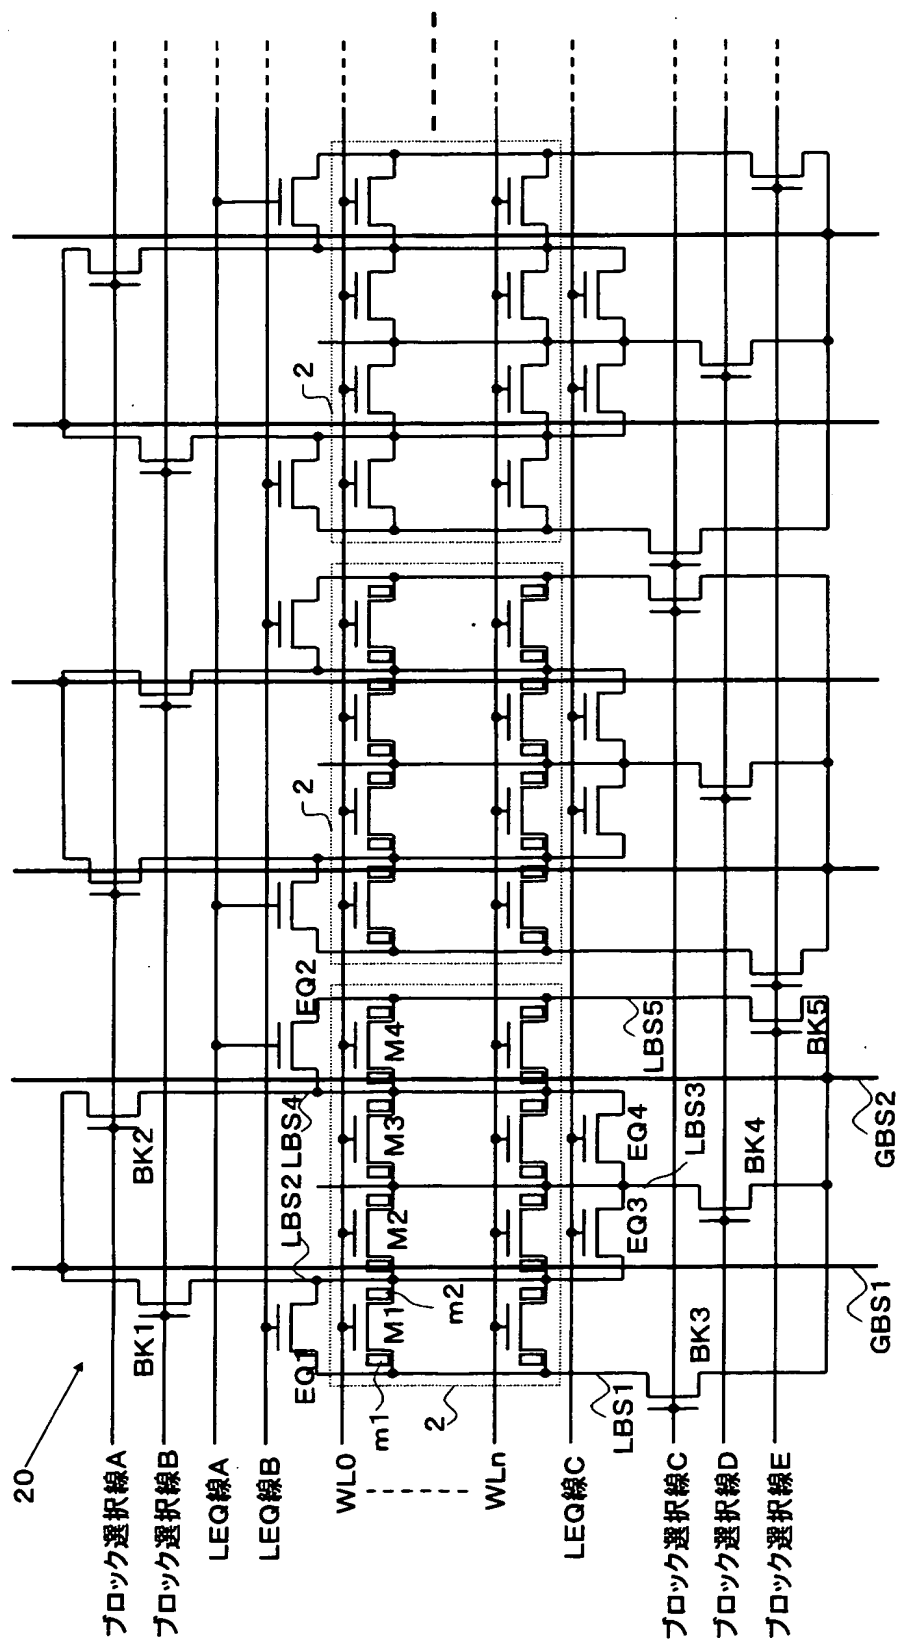 20
ブロック選択線A
ブロック選択線B
LEQ線A
LEQ線B
WL0
WLn
LEQ線C
ブロック選択線C
ブロック選択線D
ブロック選択線E
BK1
BK2
EQ1
LBS2
LBS4
EQ2
2
2
M1
M2
M3
M4
m1
m2
2
EQ3
EQ4
LBS1
LBS3
LBS5
BK3
BK4
BK5
GBS1
GBS2